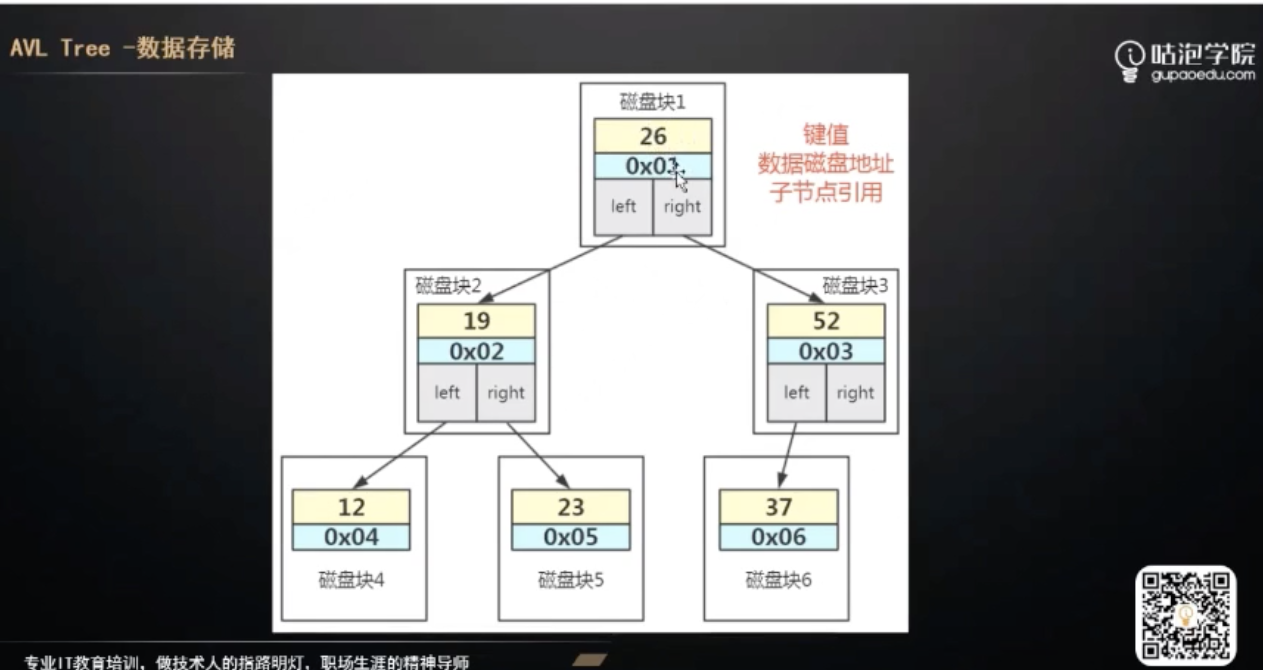 AVL Tree -数据存储
咕泡学院
gupaoedu.com
磁盘块1
26
0x01
left right
键值
数据磁盘地址
子节点引用
磁盘块2
19
0x02
left right
磁盘块3
52
0x03
left right
12
0x04
磁盘块4
23
0x05
磁盘块5
37
0x06
磁盘块6
专业IT教育培训，做技术人的指路明灯，职场生涯的精神导师